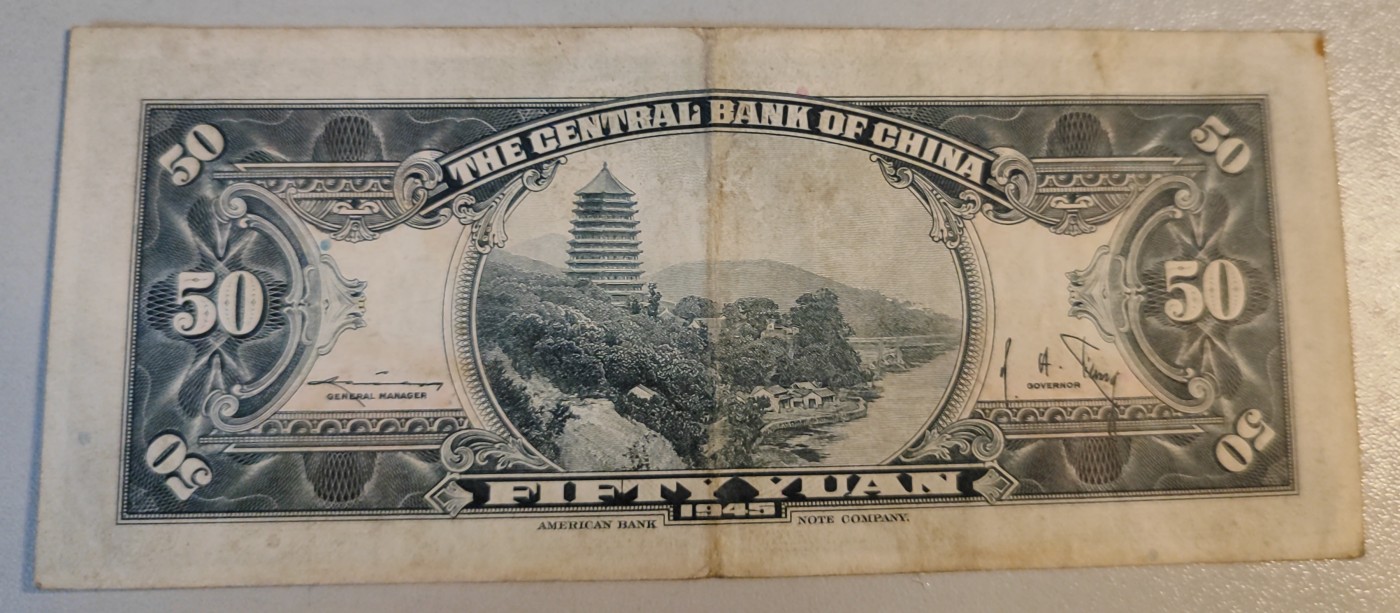 THE CENTRAL BANK OF CHINA
50
50
50
50
GENERAL MANAGER
GOVERNOR
50
50
FIFTY YUAN
1945
AMERICAN BANK NOTE COMPANY.